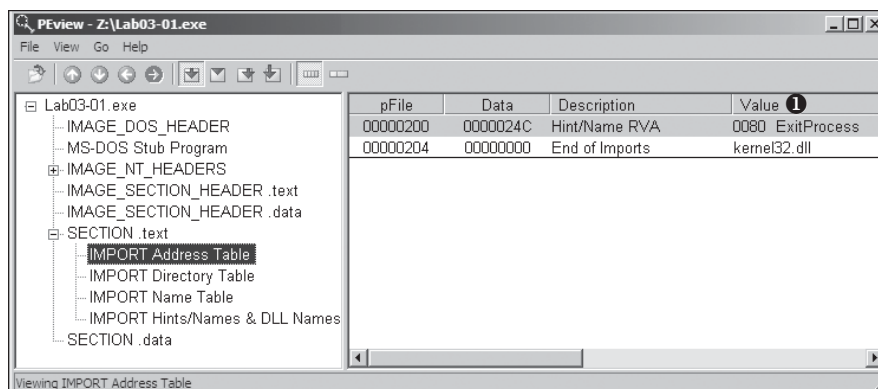 PEview - Z:\Lab03-01.exe
File View Go Help
Lab03-01.exe
IMAGE_DOS_HEADER
MS-DOS Stub Program
IMAGE_NT_HEADERS
IMAGE_SECTION_HEADER .text
IMAGE_SECTION_HEADER .data
SECTION .text
IMPORT Address Table
IMPORT Directory Table
IMPORT Name Table
IMPORT Hints/Names & DLL Names
SECTION .data
pFile Data Description Value ❶
00000200 0000024C Hint/Name RVA 0080 ExitProcess
00000204 00000000 End of Imports kernel32.dll
Viewing IMPORT Address Table